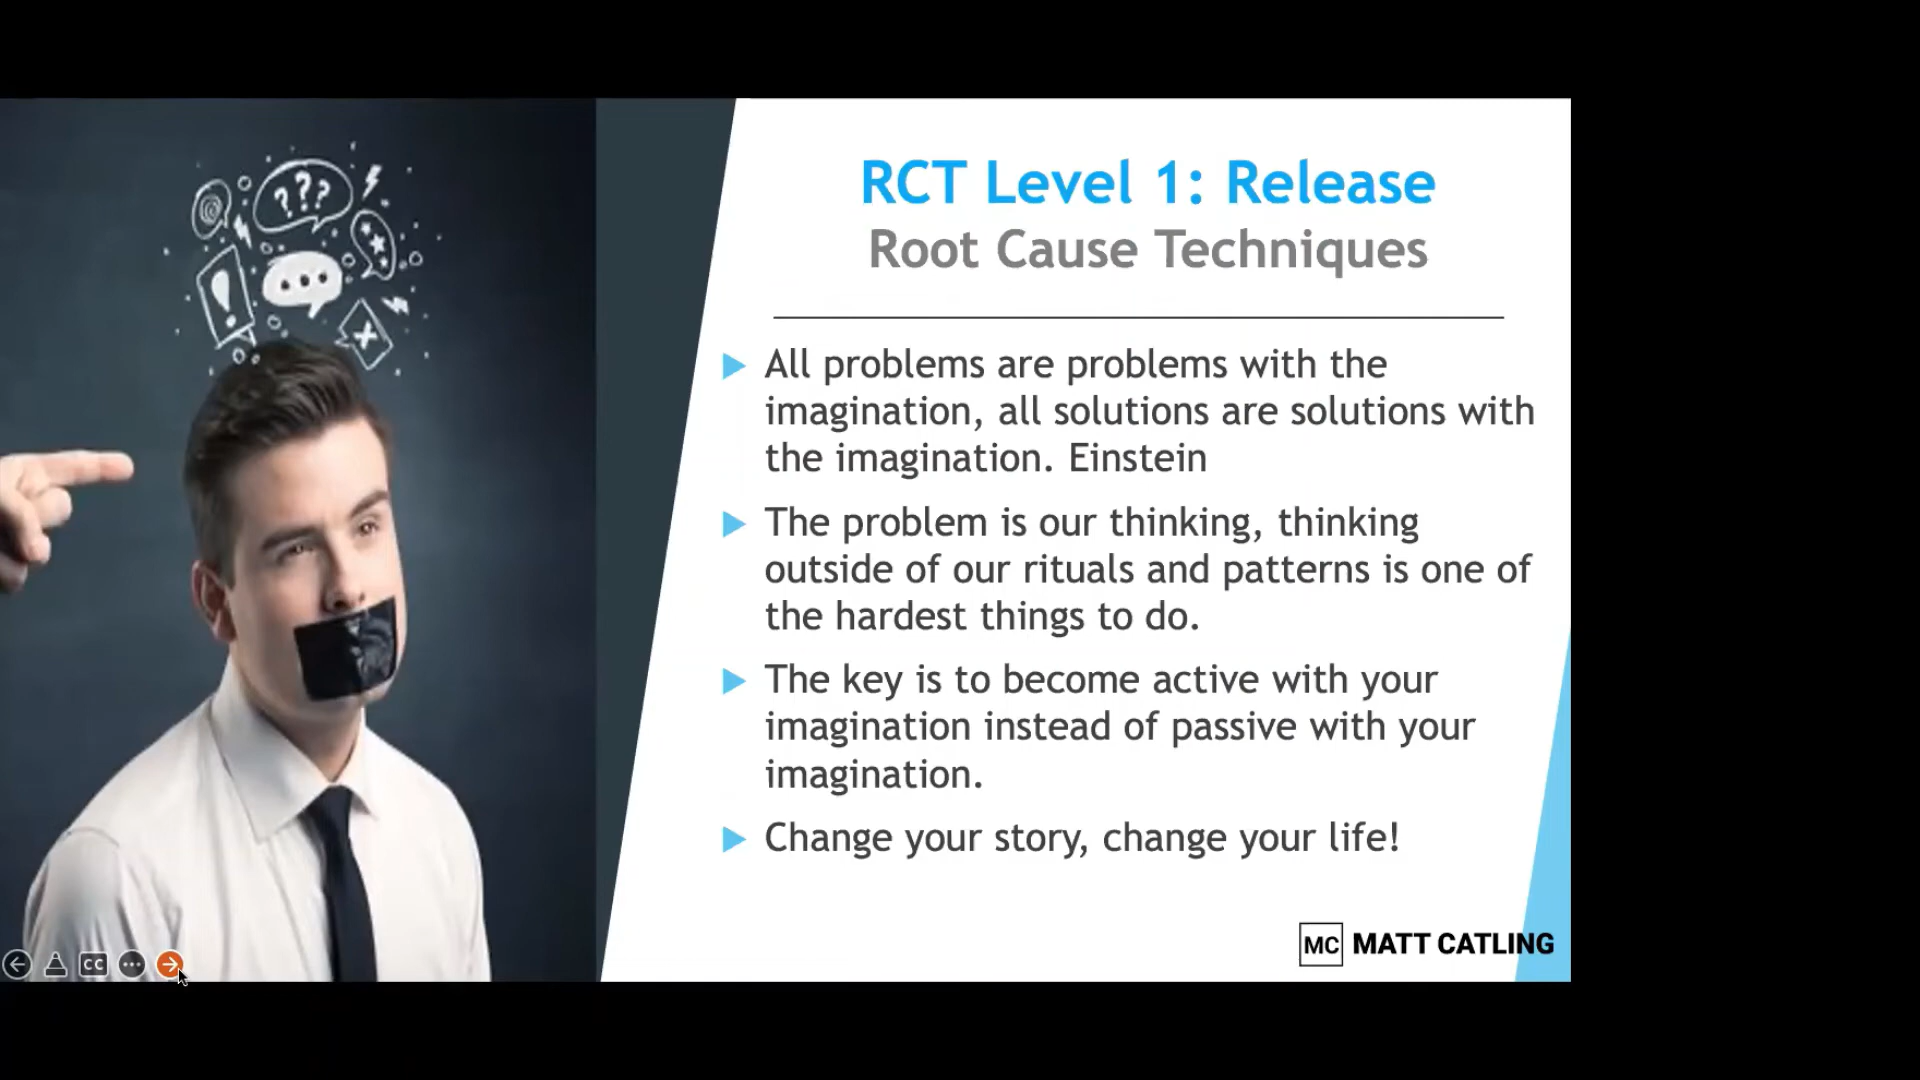 RCT Level 1: Release
Root Cause Techniques
All problems are problems with the
imagination, all solutions are solutions with
the imagination. Einstein
The problem is our thinking, thinking
outside of our rituals and patterns is one of
the hardest things to do.
The key is to become active with your
imagination instead of passive with your
imagination.
Change your story, change your life!
MC MATT CATLING
???
!
CC